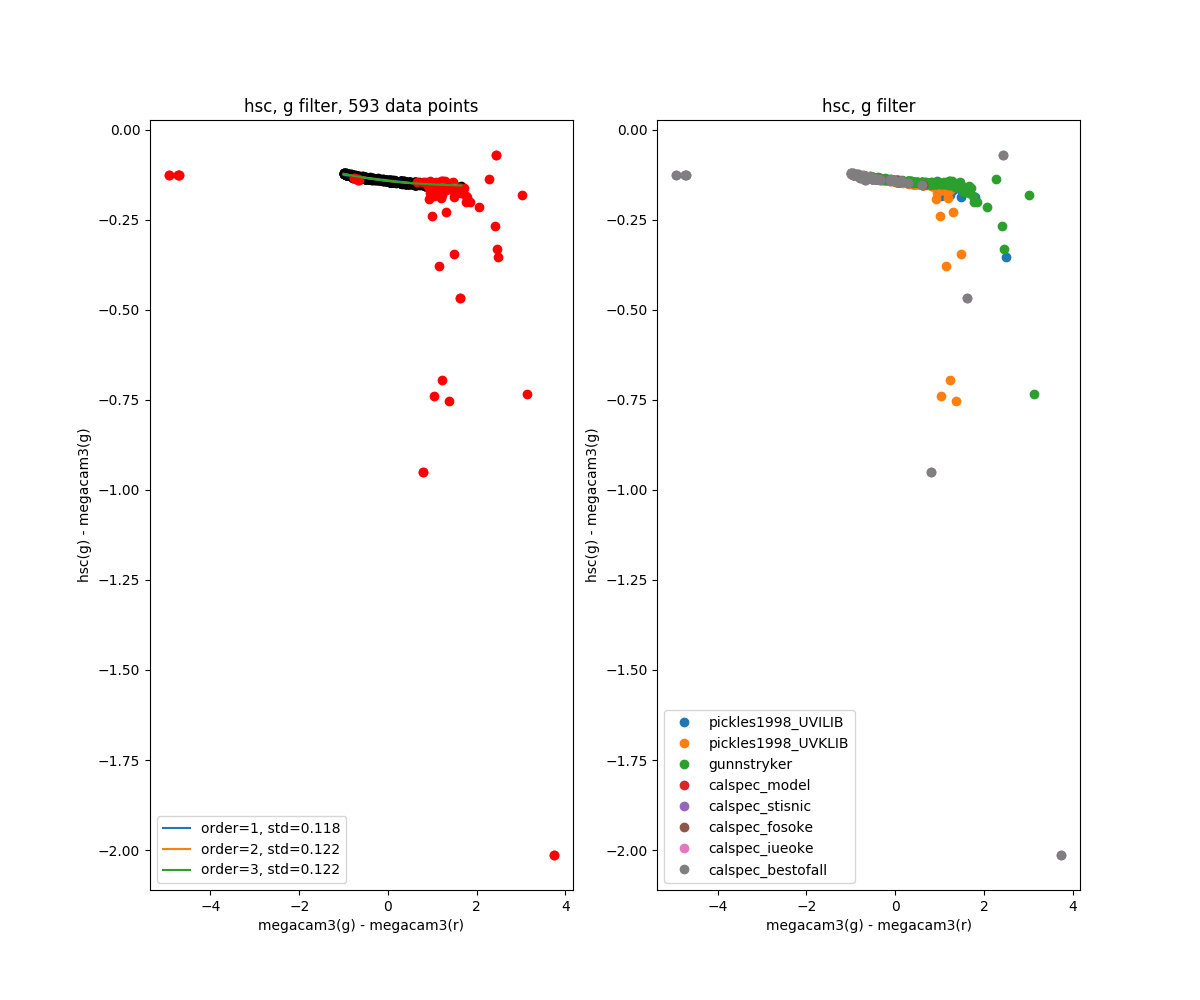 hsc, g filter, 593 data points
0.00
−0.25
−0.50
−0.75
−1.00
−1.25
−1.50
−1.75
−2.00
hsc(g) - megacam3(g)
order=1, std=0.118
order=2, std=0.122
order=3, std=0.122
−4
−2
0
2
4
megacam3(g) - megacam3(r)
hsc, g filter
0.00
−0.25
−0.50
−0.75
−1.00
−1.25
−1.50
−1.75
−2.00
hsc(g) - megacam3(g)
pickles1998_UVILIB
pickles1998_UVKLIB
gunnstryker
calspec_model
calspec_stisnic
calspec_fosoke
calspec_iueoke
calspec_bestofall
−4
−2
0
2
4
megacam3(g) - megacam3(r)